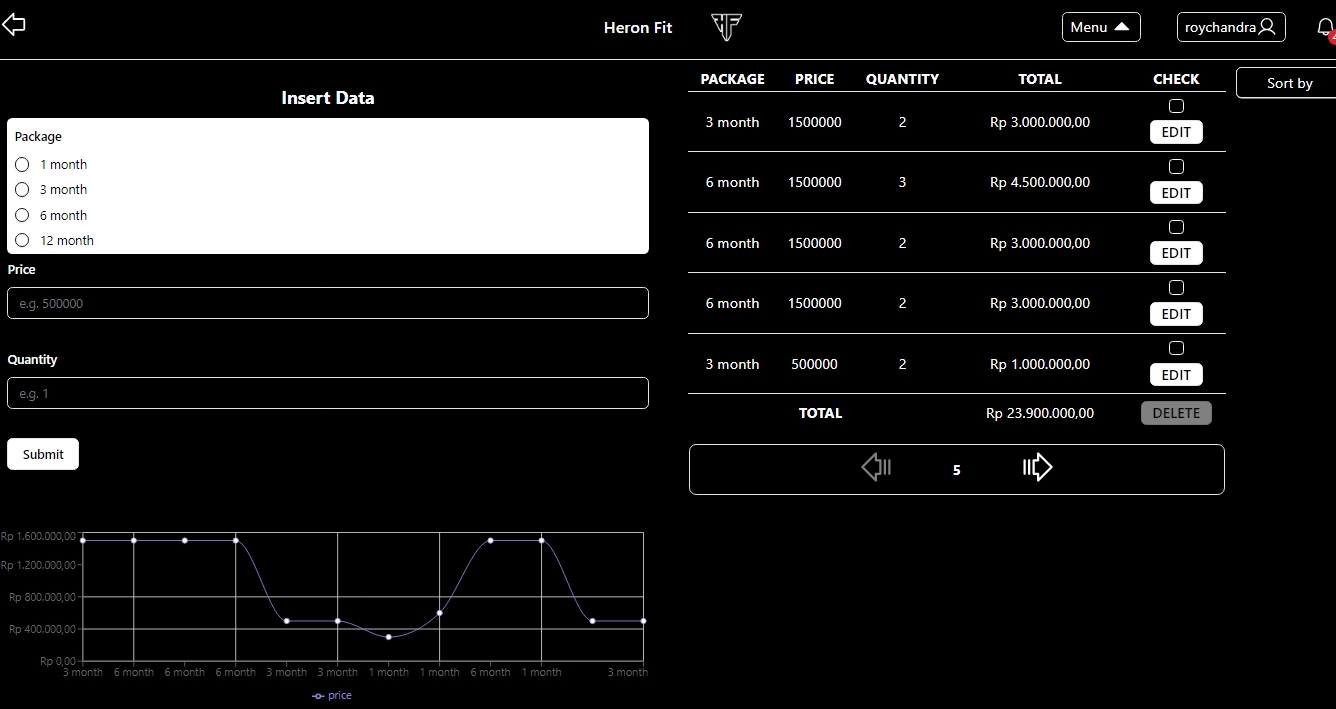 Heron Fit
Menu
roychandra
Insert Data
Package
1 month
3 month
6 month
12 month
Price
e.g. 500000
Quantity
e.g. 1
Submit
PACKAGE PRICE QUANTITY TOTAL CHECK
Sort by
3 month 1500000 2 Rp 3.000.000,00
EDIT
6 month 1500000 3 Rp 4.500.000,00
EDIT
6 month 1500000 2 Rp 3.000.000,00
EDIT
6 month 1500000 2 Rp 3.000.000,00
EDIT
3 month 500000 2 Rp 1.000.000,00
EDIT
TOTAL Rp 23.900.000,00 DELETE
5
Rp 1.600.000,00
Rp 1.200.000,00
Rp 800.000,00
Rp 400.000,00
Rp 0,00
3 month 6 month 6 month 6 month 3 month 3 month 1 month 1 month 6 month 1 month 3 month
price